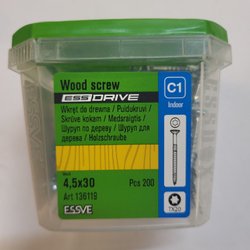 Wood screw
C1
ESSDRIVE
Indoor
Wkręt do drewna / Puidukruvi /
Skrūve kokam / Medsraigtis /
Шуруп по дереву / Шуруп для
дерева / Holzschraube
4,5x30
Pcs 200
Art 136119
TX20
ESSVE